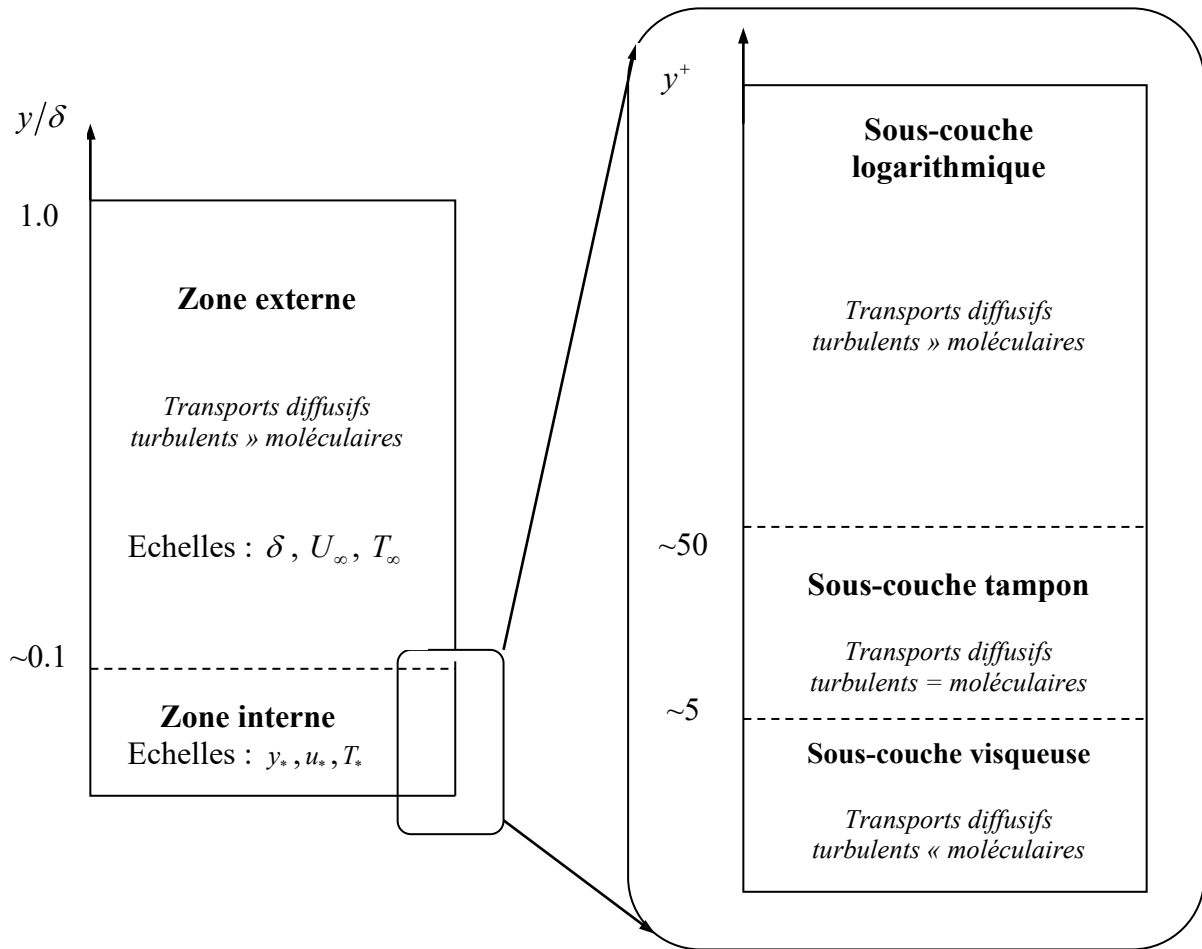 y/δ
1.0
Zone externe
Transports diffusifs
turbulents » moléculaires
Echelles : δ , U∞, T∞
~0.1
Zone interne
Echelles : y*, u*, T*
y⁺
Sous-couche
logarithmique
Transports diffusifs
turbulents » moléculaires
~50
Sous-couche tampon
Transports diffusifs
turbulents = moléculaires
~5
Sous-couche visqueuse
Transports diffusifs
turbulents « moléculaires